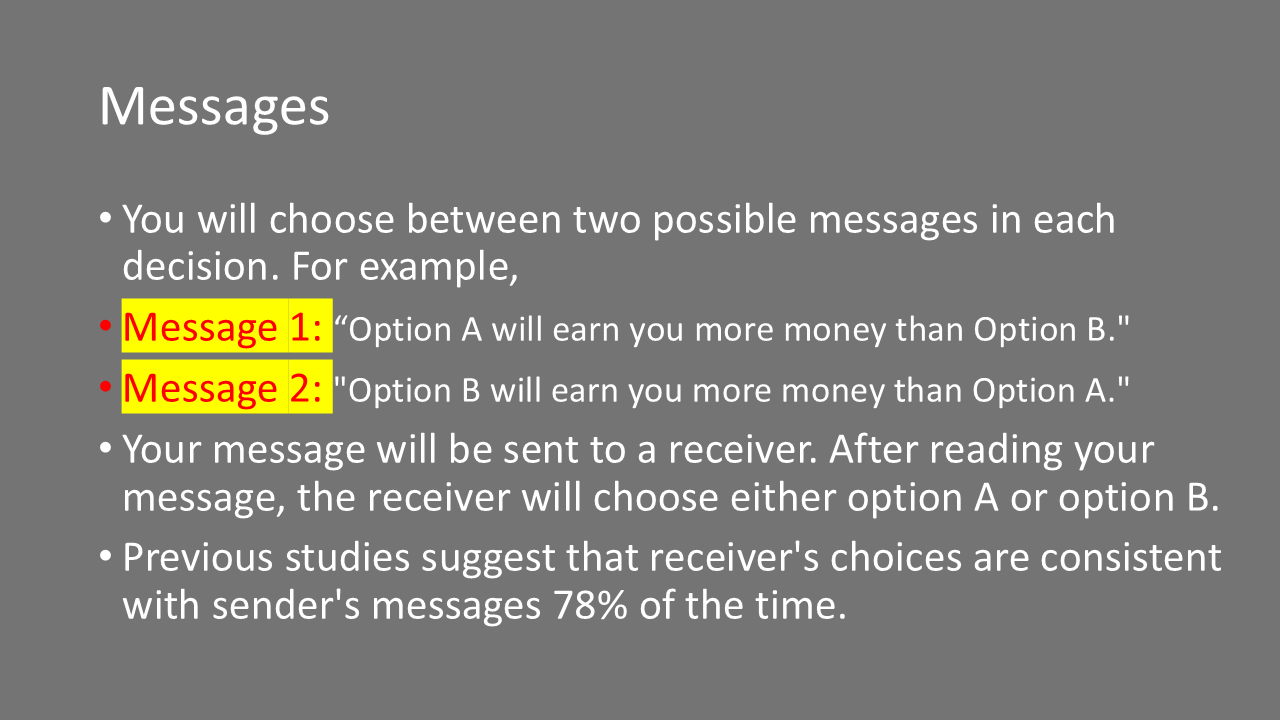 Messages
• You will choose between two possible messages in each
decision. For example,
• Message 1: “Option A will earn you more money than Option B."
• Message 2: "Option B will earn you more money than Option A."
• Your message will be sent to a receiver. After reading your
message, the receiver will choose either option A or option B.
• Previous studies suggest that receiver's choices are consistent
with sender's messages 78% of the time.